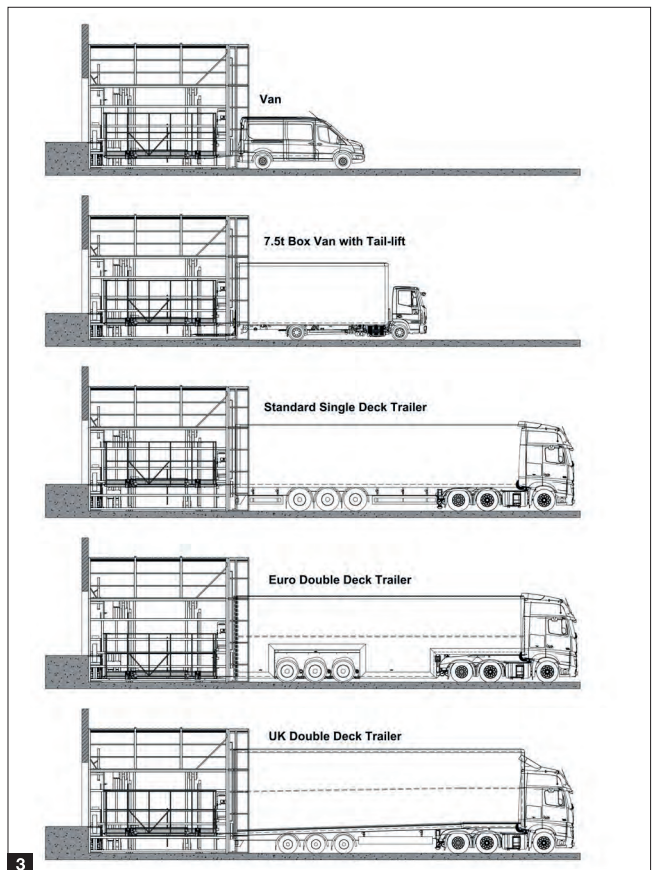 Van
7.5t Box Van with Tail-lift
Standard Single Deck Trailer
Euro Double Deck Trailer
UK Double Deck Trailer
3